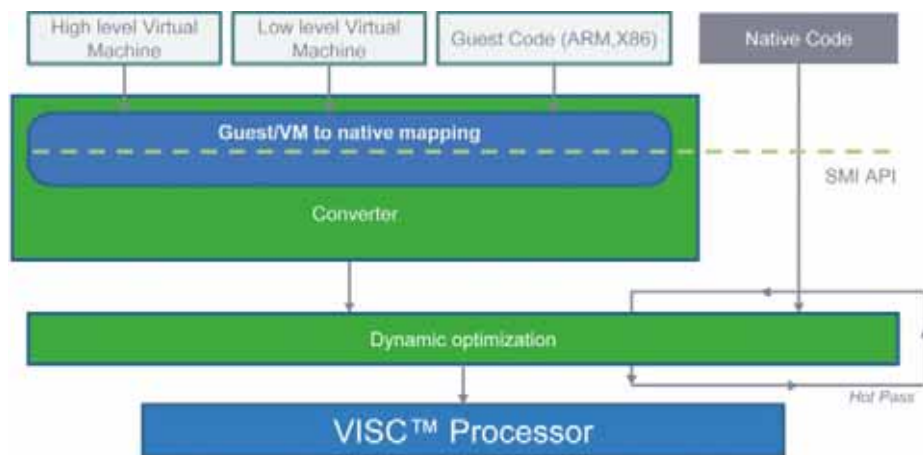 High level Virtual
Machine
Low level Virtual
Machine
Guest Code (ARM,X86)
Native Code
Guest/VM to native mapping
SMI API
Converter
Dynamic optimization
Hot Pass
VISC™ Processor